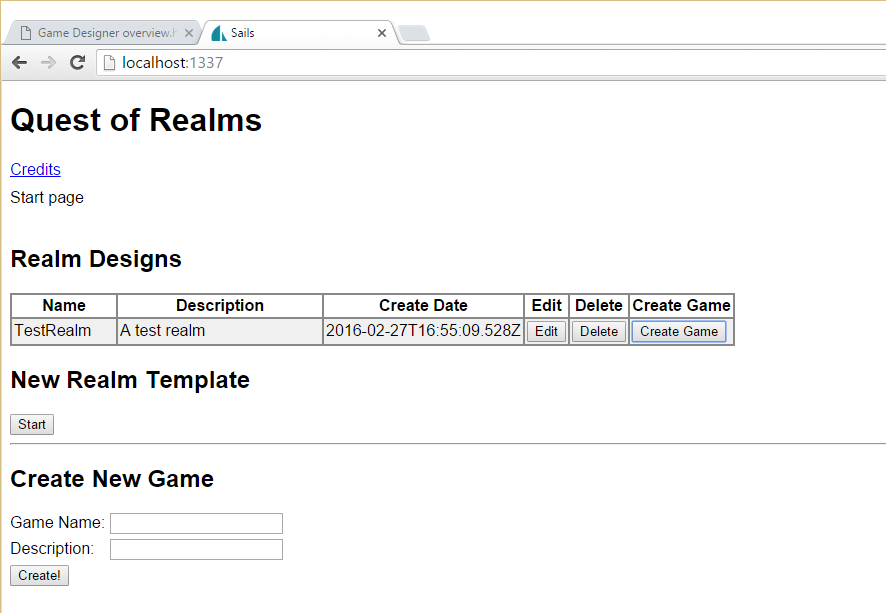 Game Designer overview.h
Sails
localhost:1337
Quest of Realms
Credits
Start page
Realm Designs
Name Description Create Date Edit Delete Create Game
TestRealm A test realm 2016-02-27T16:55:09.528Z Edit Delete Create Game
New Realm Template
Start
Create New Game
Game Name:
Description:
Create!